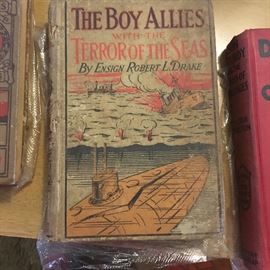 THE BOY ALLIES
WITH THE
TERROR OF THE SEAS
BY ENSIGN ROBERT L. DRAKE